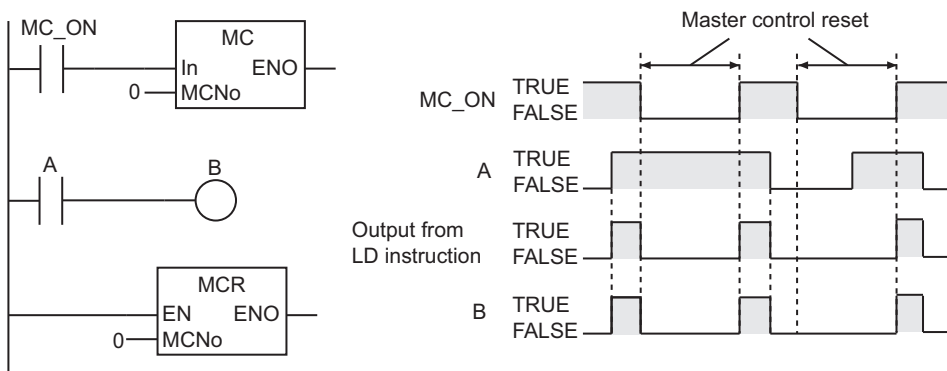 MC_ON
MC
In ENO
0 MCNo
A B
MCR
EN ENO
0 MCNo
Master control reset
MC_ON TRUE
FALSE
A TRUE
FALSE
Output from
LD instruction
TRUE
FALSE
B TRUE
FALSE